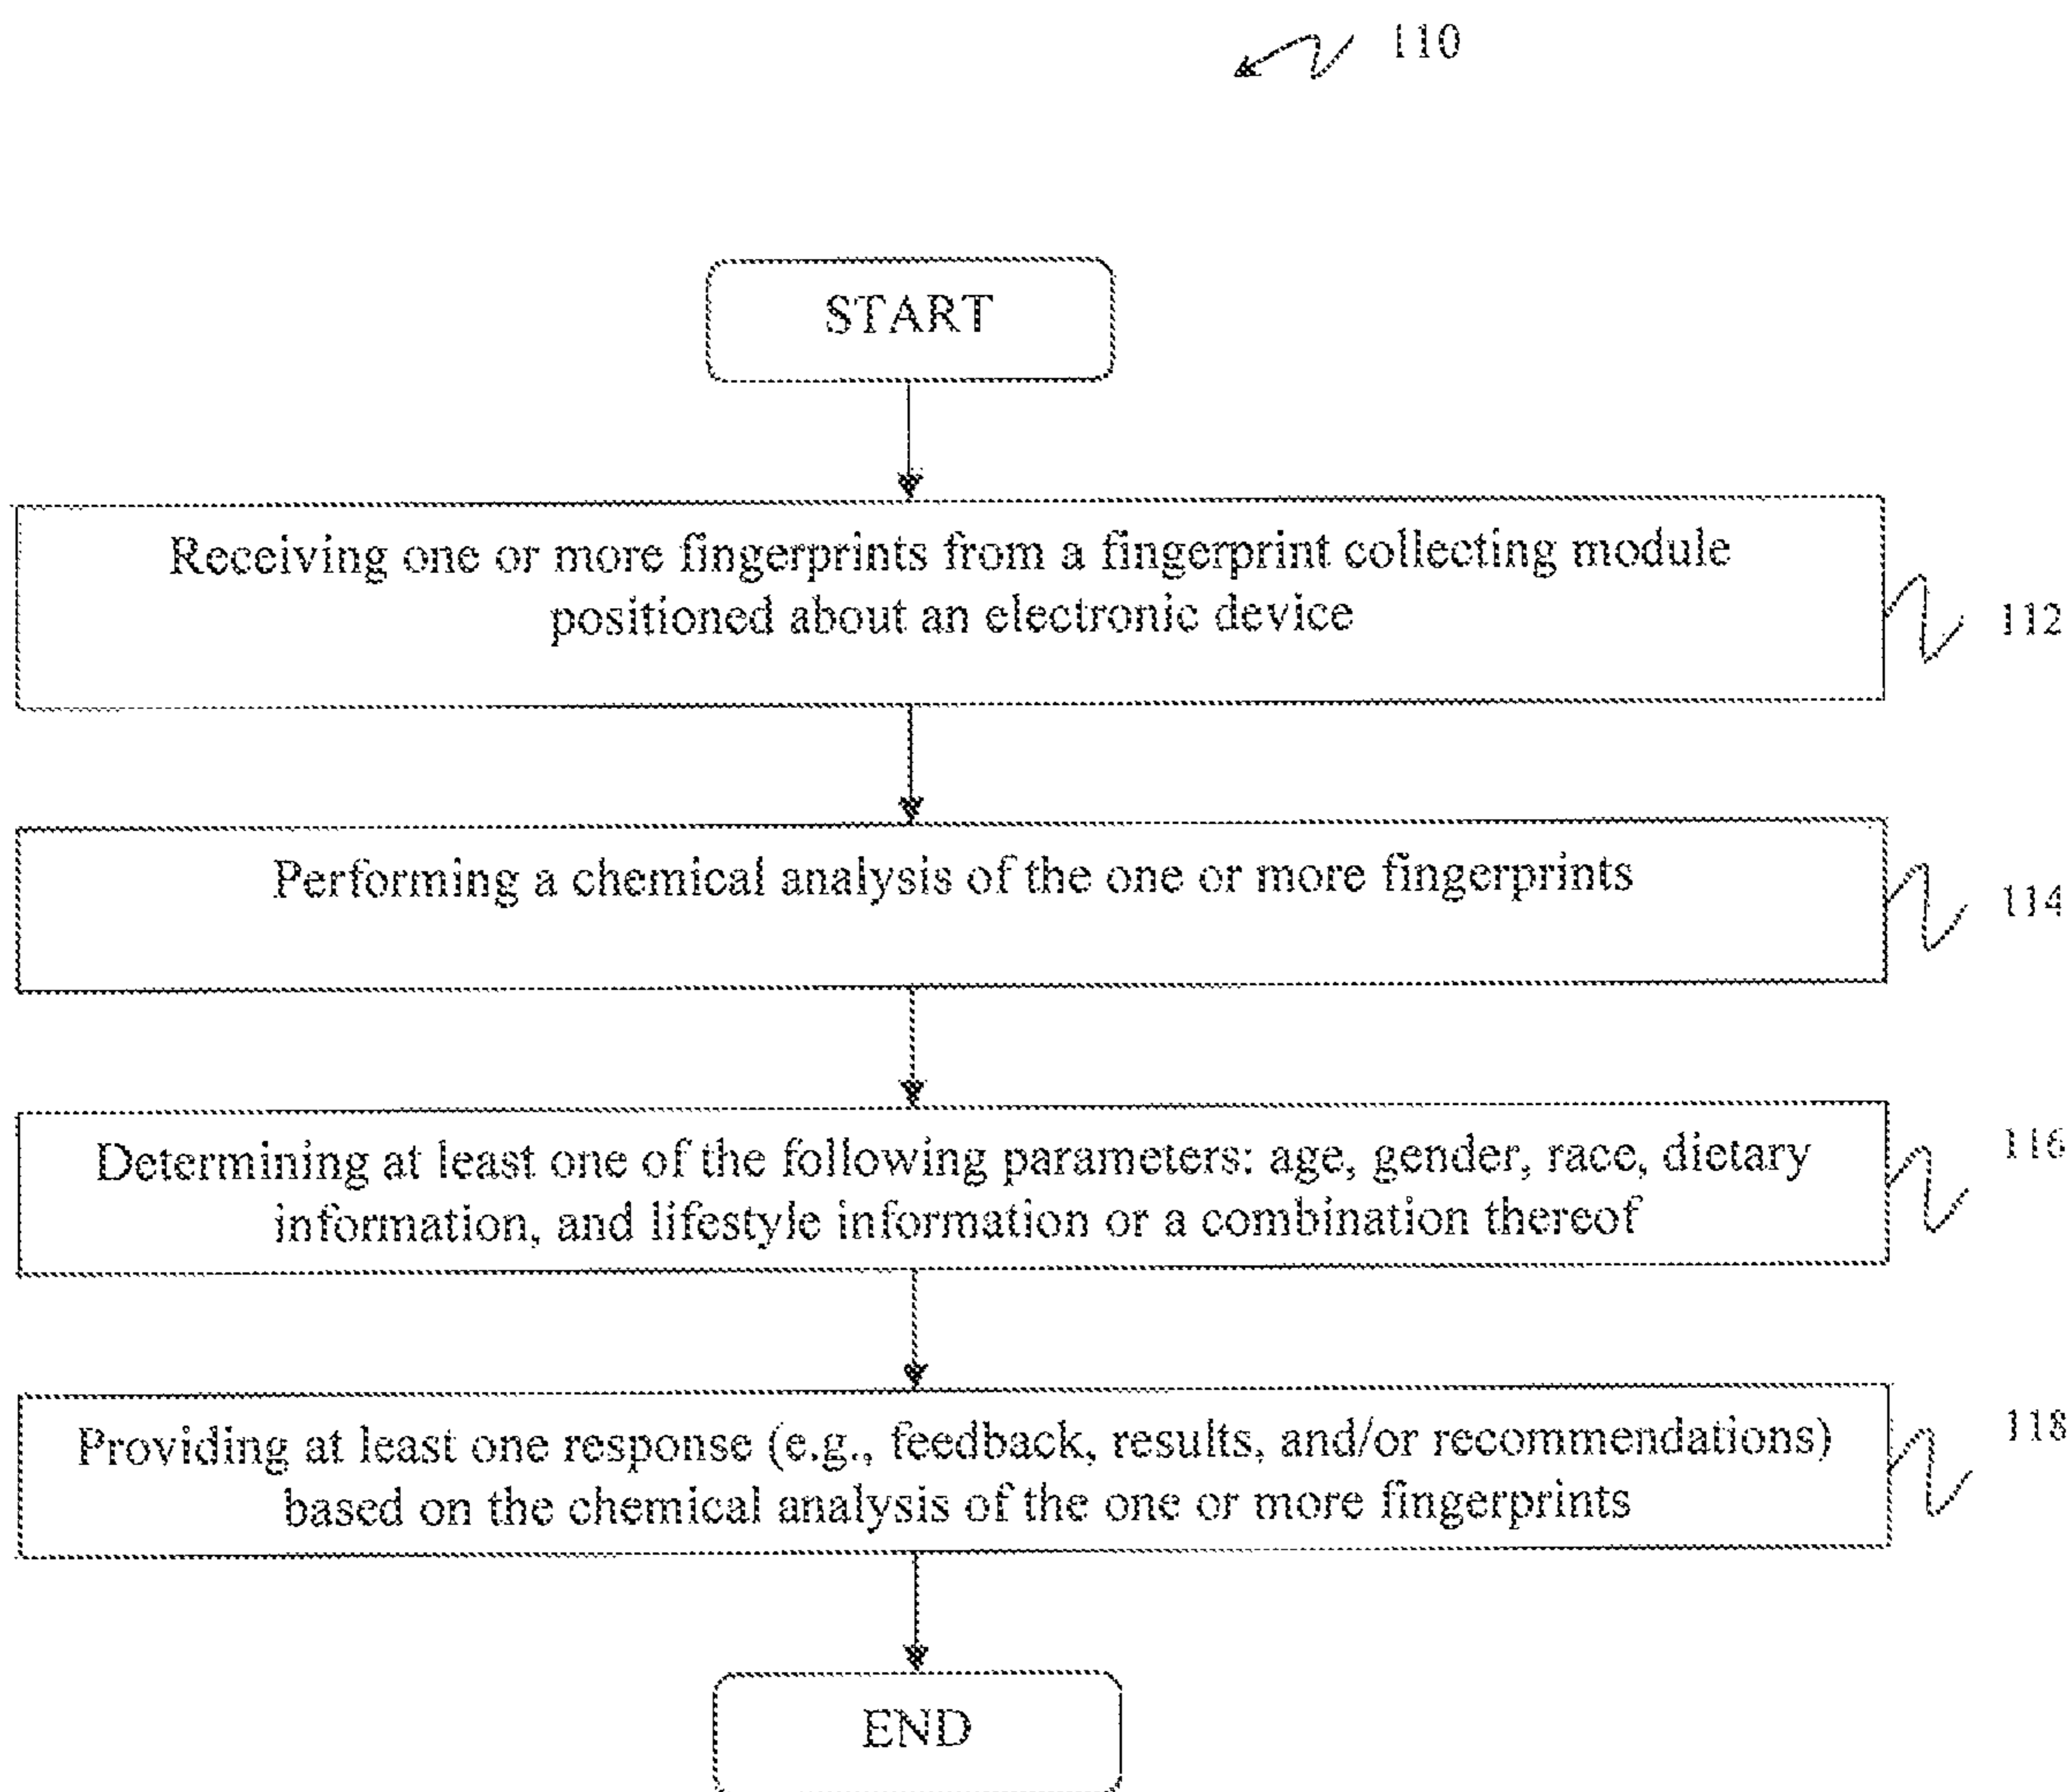 110
START
Receiving one or more fingerprints from a fingerprint collecting module
positioned about an electronic device
112
Performing a chemical analysis of the one or more fingerprints
114
Determining at least one of the following parameters: age, gender, race, dietary
information, and lifestyle information or a combination thereof
116
Providing at least one response (e.g., feedback, results, and/or recommendations)
based on the chemical analysis of the one or more fingerprints
118
END